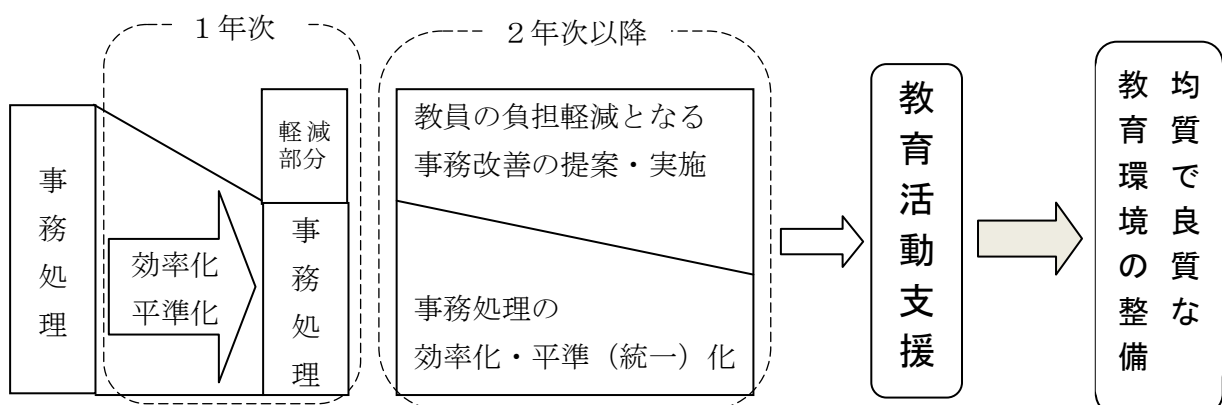 １年次
２年次以降
事務処理
効率化
平準化
軽減
部分
事務処理
教員の負担軽減となる
事務改善の提案・実施
事務処理の
効率化・平準（統一）化
教育活動支援
均質で良質な
教育環境の整備